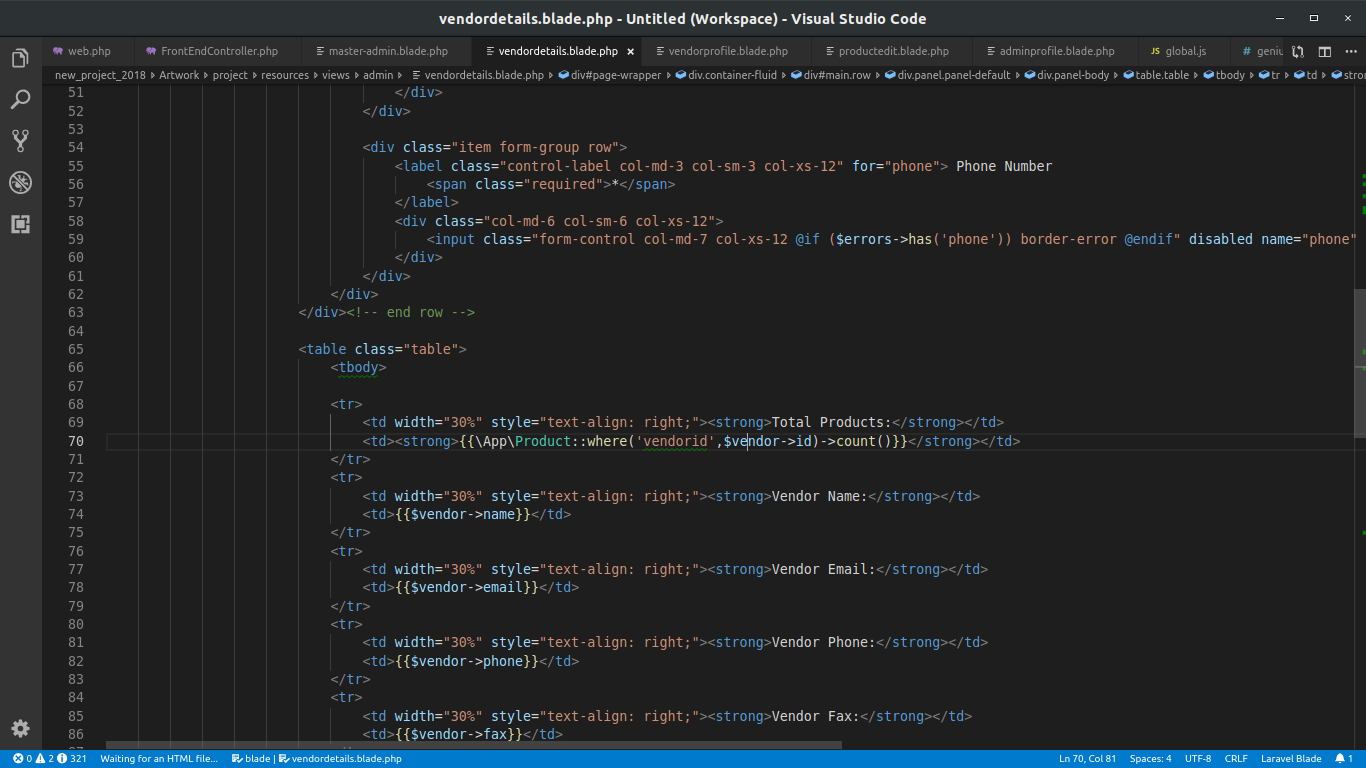 vendordetails.blade.php - Untitled (Workspace) - Visual Studio Code
web.php FrontEndController.php master-admin.blade.php vendordetails.blade.php × vendorprofile.blade.php productedit.blade.php adminprofile.blade.php JS global.js # geniu
new_project_2018 Artwork project resources views admin vendordetails.blade.php div#page-wrapper div.container-fluid div#main.row div.panel.panel-default div.panel-body table.table tbody tr td stro
51 </div>
52 </div>
53
54 <div class="item form-group row">
55 <label class="control-label col-md-3 col-sm-3 col-xs-12" for="phone"> Phone Number
56 <span class="required">*</span>
57 </label>
58 <div class="col-md-6 col-sm-6 col-xs-12">
59 <input class="form-control col-md-7 col-xs-12 @if ($errors->has('phone')) border-error @endif" disabled name="phone"
60 </div>
61 </div>
62 </div>
63 </div><!-- end row -->
64
65 <table class="table">
66 <tbody>
67
68 <tr>
69 <td width="30%" style="text-align: right;"><strong>Total Products:</strong></td>
70 <td><strong>{{\App\Product::where('vendorid',$vendor->id)->count()}}</strong></td>
71 </tr>
72 <tr>
73 <td width="30%" style="text-align: right;"><strong>Vendor Name:</strong></td>
74 <td>{{$vendor->name}}</td>
75 </tr>
76 <tr>
77 <td width="30%" style="text-align: right;"><strong>Vendor Email:</strong></td>
78 <td>{{$vendor->email}}</td>
79 </tr>
80 <tr>
81 <td width="30%" style="text-align: right;"><strong>Vendor Phone:</strong></td>
82 <td>{{$vendor->phone}}</td>
83 </tr>
84 <tr>
85 <td width="30%" style="text-align: right;"><strong>Vendor Fax:</strong></td>
86 <td>{{$vendor->fax}}</td>
0 2 321 Waiting for an HTML file... blade | vendordetails.blade.php Ln 70, Col 81 Spaces: 4 UTF-8 CRLF Laravel Blade 1